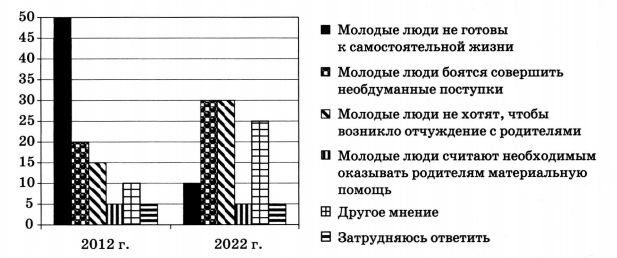 50
45
40
35
30
25
20
15
10
5
0
2012 г.
2022 г.
Молодые люди не готовы
к самостоятельной жизни
Молодые люди боятся совершить
необдуманные поступки
Молодые люди не хотят, чтобы
возникло отчуждение с родителями
Молодые люди считают необходимым
оказывать родителям материальную
помощь
Другое мнение
Затрудняюсь ответить